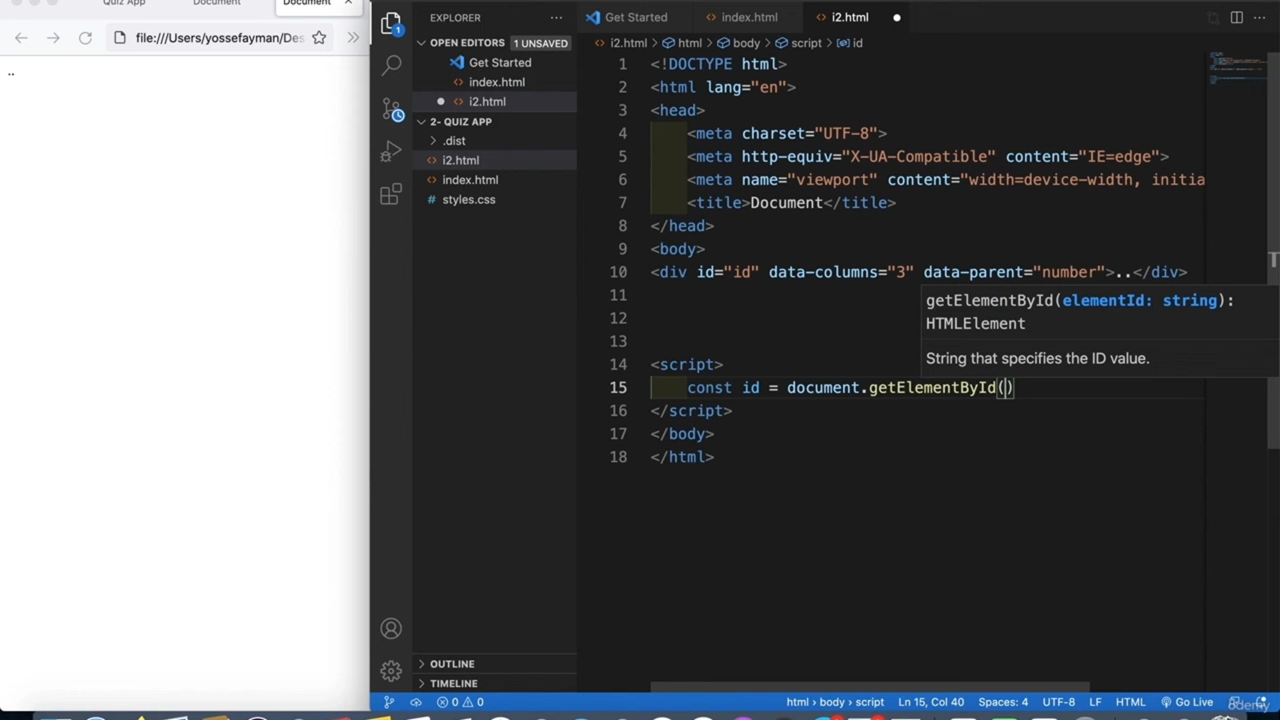 Quiz App
Document
Document
file:///Users/yossefayman/Des
..
EXPLORER
OPEN EDITORS
1 UNSAVED
Get Started
index.html
i2.html
2- QUIZ APP
.dist
i2.html
index.html
styles.css
OUTLINE
TIMELINE
1
Get Started
index.html
i2.html
i2.html > html > body > script > id
1 <!DOCTYPE html>
2 <html lang="en">
3 <head>
4 <meta charset="UTF-8">
5 <meta http-equiv="X-UA-Compatible" content="IE=edge">
6 <meta name="viewport" content="width=device-width, initia
7 <title>Document</title>
8 </head>
9 <body>
10 <div id="id" data-columns="3" data-parent="number">..</div>
11
12
13
14 <script>
15 const id = document.getElementById()
16 </script>
17 </body>
18 </html>
getElementById(elementId: string):
HTMLElement
String that specifies the ID value.
0 0
html > body > script
Ln 15, Col 40
Spaces: 4
UTF-8
LF
HTML
Go Live
ûdemy